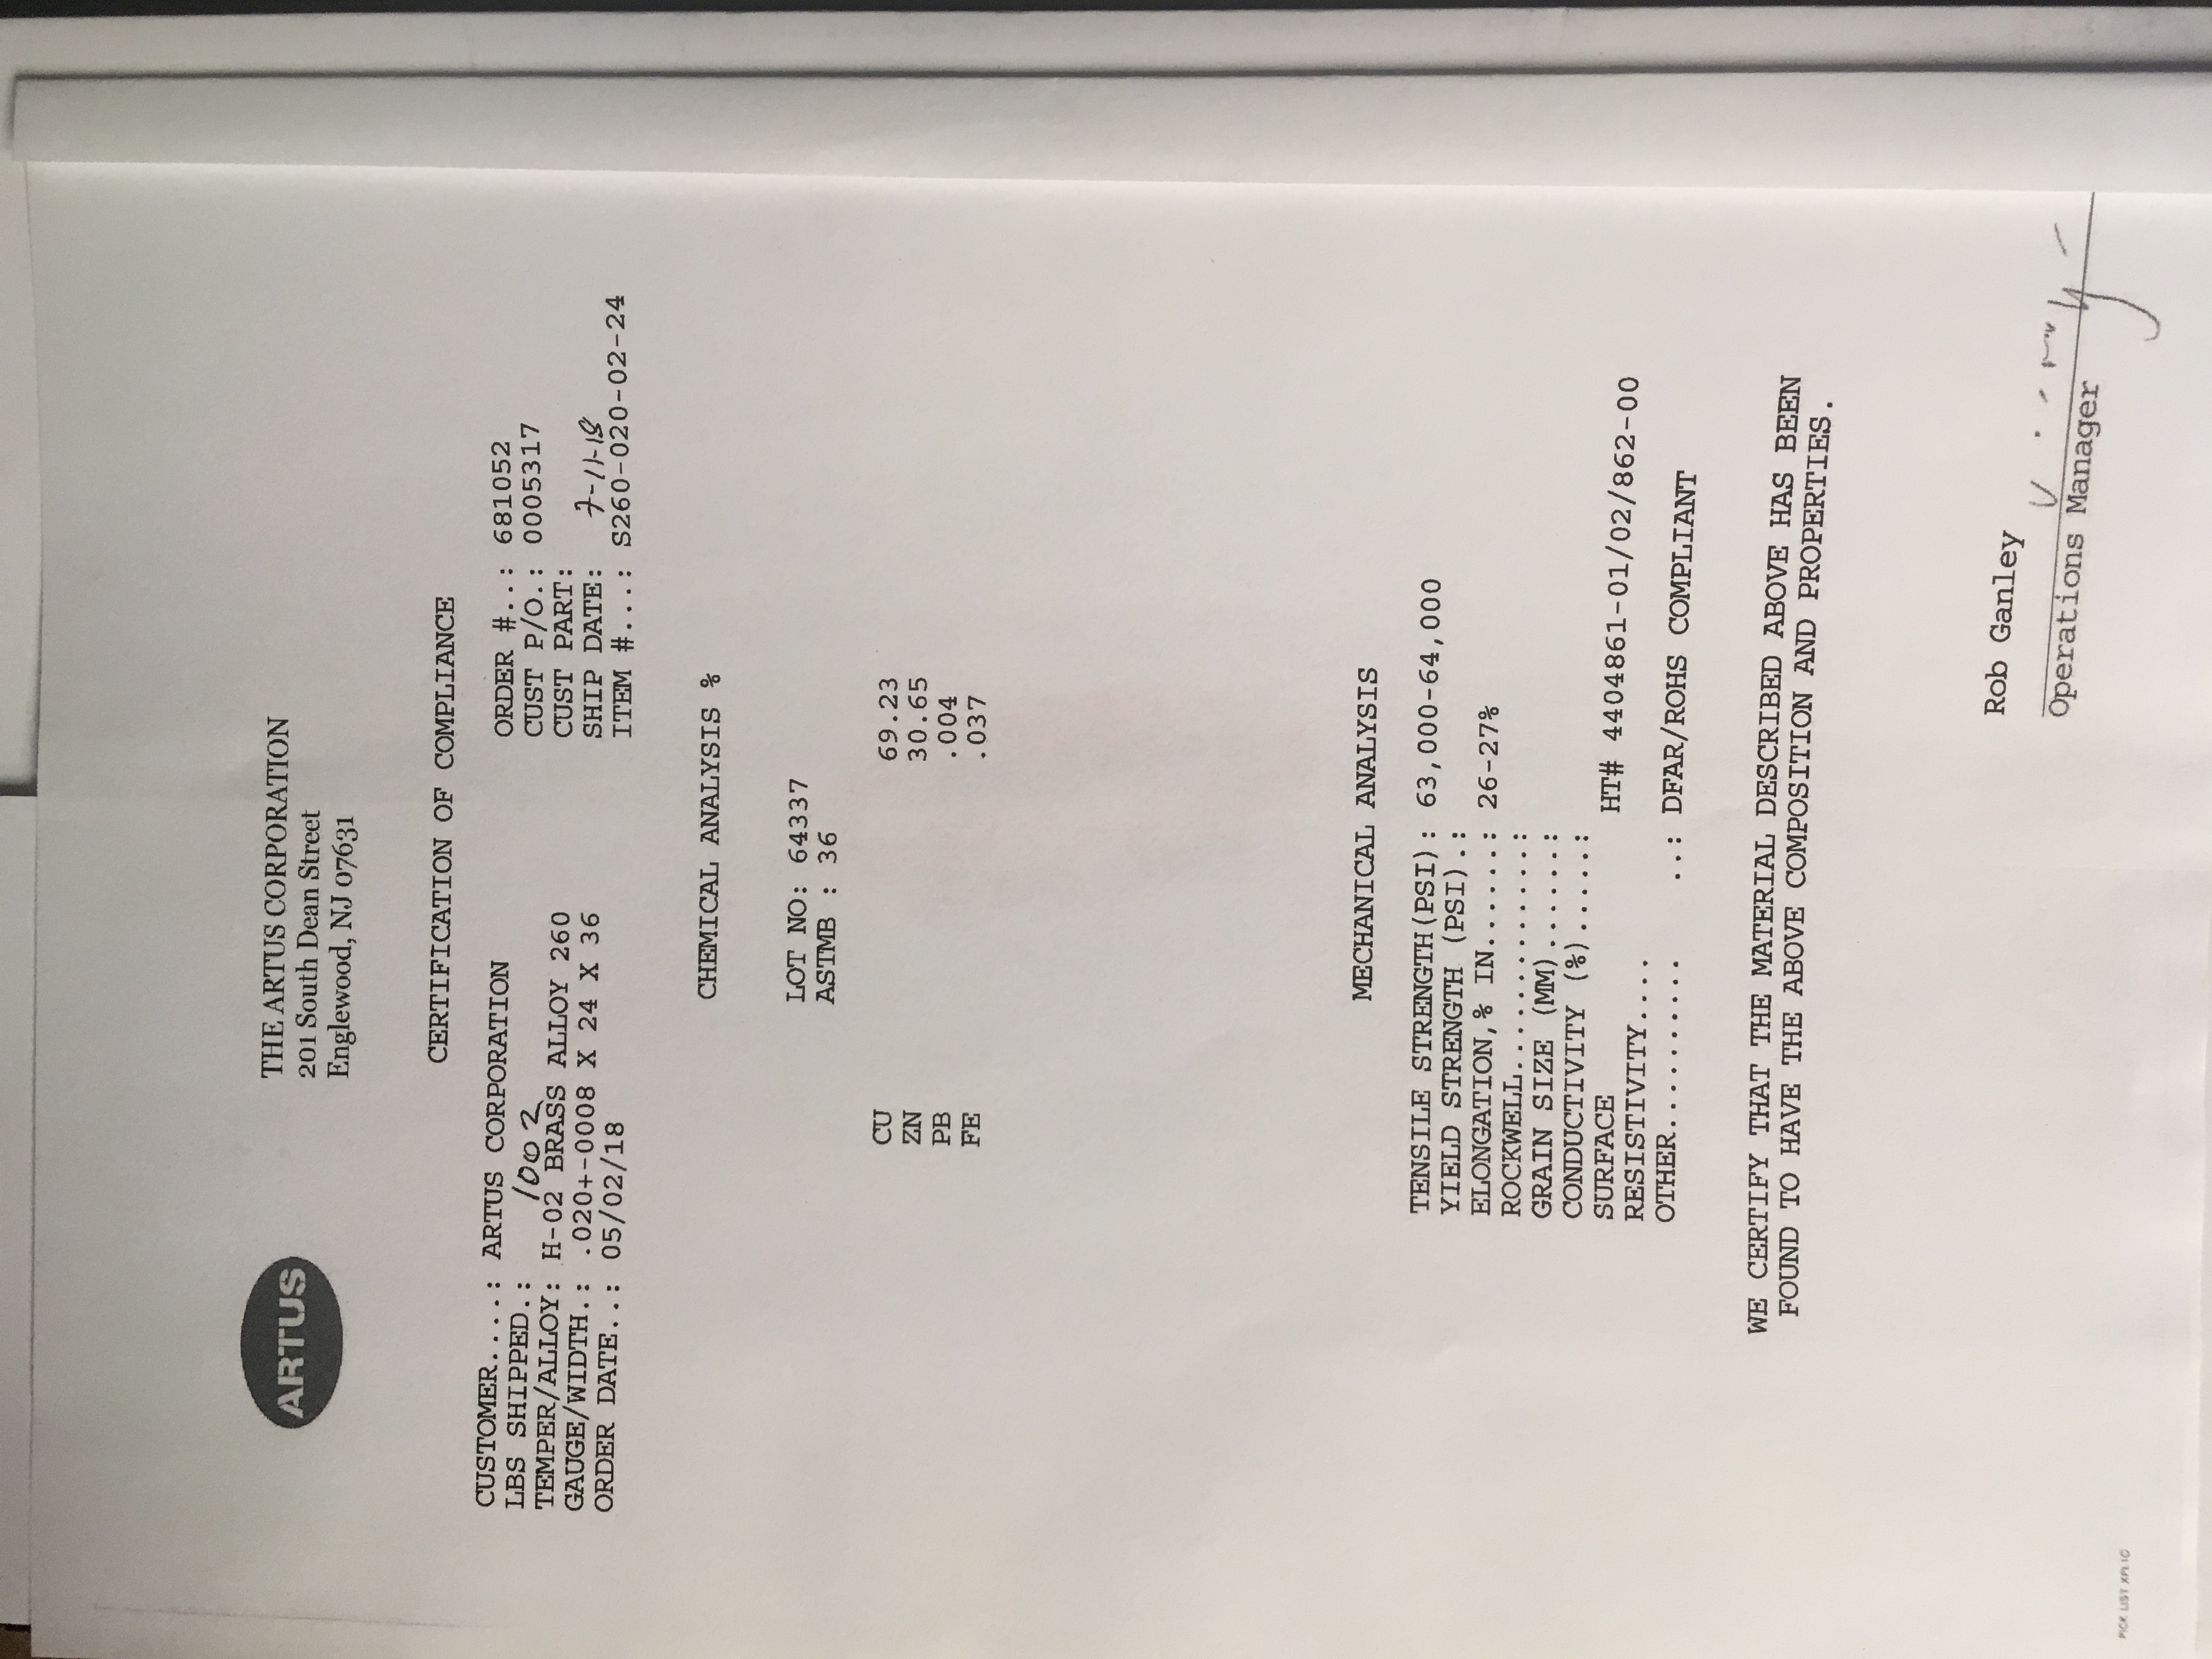 ARTUS
THE ARTUS CORPORATION
201 South Dean Street
Englewood, NJ 07631
CERTIFICATION OF COMPLIANCE
CUSTOMER.....: ARTUS CORPORATION ORDER #...: 681052
LBS SHIPPED.: 1002 CUST P/O.: 0005317
TEMPER/ALLOY: H-02 BRASS ALLOY 260 CUST PART:
GAUGE/WIDTH.: .020+-0008 X 24 X 36 SHIP DATE: 7-11-18
ORDER DATE...: 05/02/18 ITEM #....: S260-020-02-24
CHEMICAL ANALYSIS %
LOT NO: 64337
ASTMB : 36
CU 69.23
ZN 30.65
PB .004
FE .037
MECHANICAL ANALYSIS
TENSILE STRENGTH(PSI): 63,000-64,000
YIELD STRENGTH (PSI).:
ELONGATION,% IN......: 26-27%
ROCKWELL.............:
GRAIN SIZE (MM)......:
CONDUCTIVITY (%).....:
SURFACE HT# 4404861-01/02/862-00
RESISTIVITY....
OTHER.......... ..: DFAR/ROHS COMPLIANT
WE CERTIFY THAT THE MATERIAL DESCRIBED ABOVE HAS BEEN
FOUND TO HAVE THE ABOVE COMPOSITION AND PROPERTIES.
Rob Ganley
Operations Manager
PICK LIST